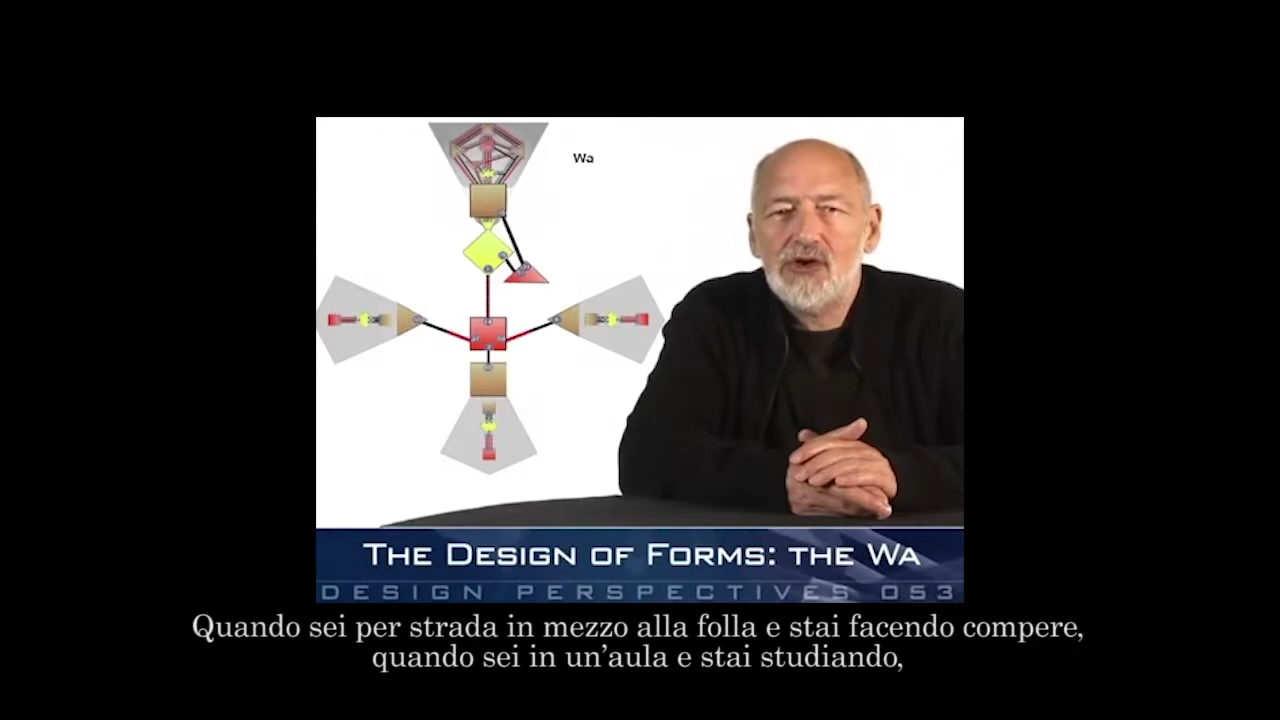 Wa
THE DESIGN OF FORMS: THE WA
DESIGN PERSPECTIVES 053
Quando sei per strada in mezzo alla folla e stai facendo compere,
quando sei in un’aula e stai studiando,